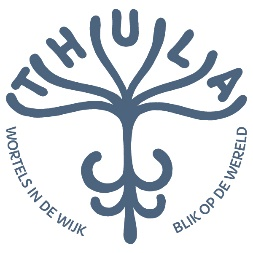 THULA
WORTELS IN DE WIJK
BLIK OP DE WERELD